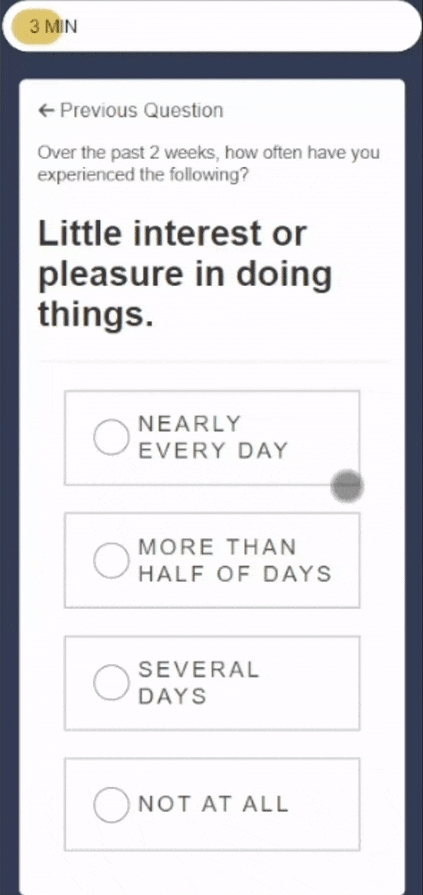 3 MIN
← Previous Question
Over the past 2 weeks, how often have you
experienced the following?
Little interest or
pleasure in doing
things.
NEARLY
EVERY DAY
MORE THAN
HALF OF DAYS
SEVERAL
DAYS
NOT AT ALL